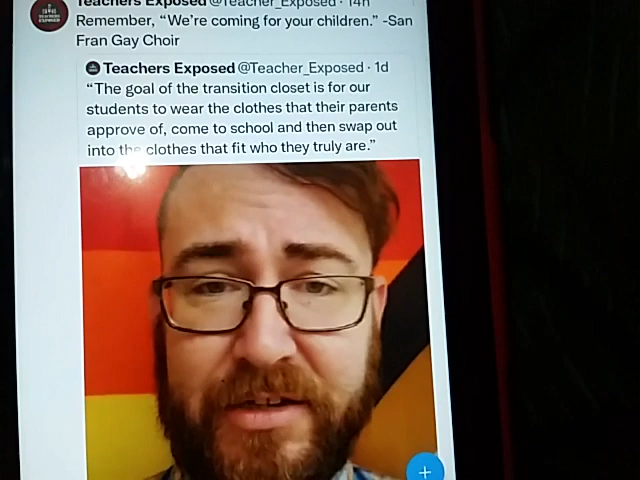 Teachers Exposed @Teacher_Exposed · 14h
Remember, “We’re coming for your children.” -San
Fran Gay Choir
Teachers Exposed @Teacher_Exposed · 1d
“The goal of the transition closet is for our
students to wear the clothes that their parents
approve of, come to school and then swap out
into the clothes that fit who they truly are.”